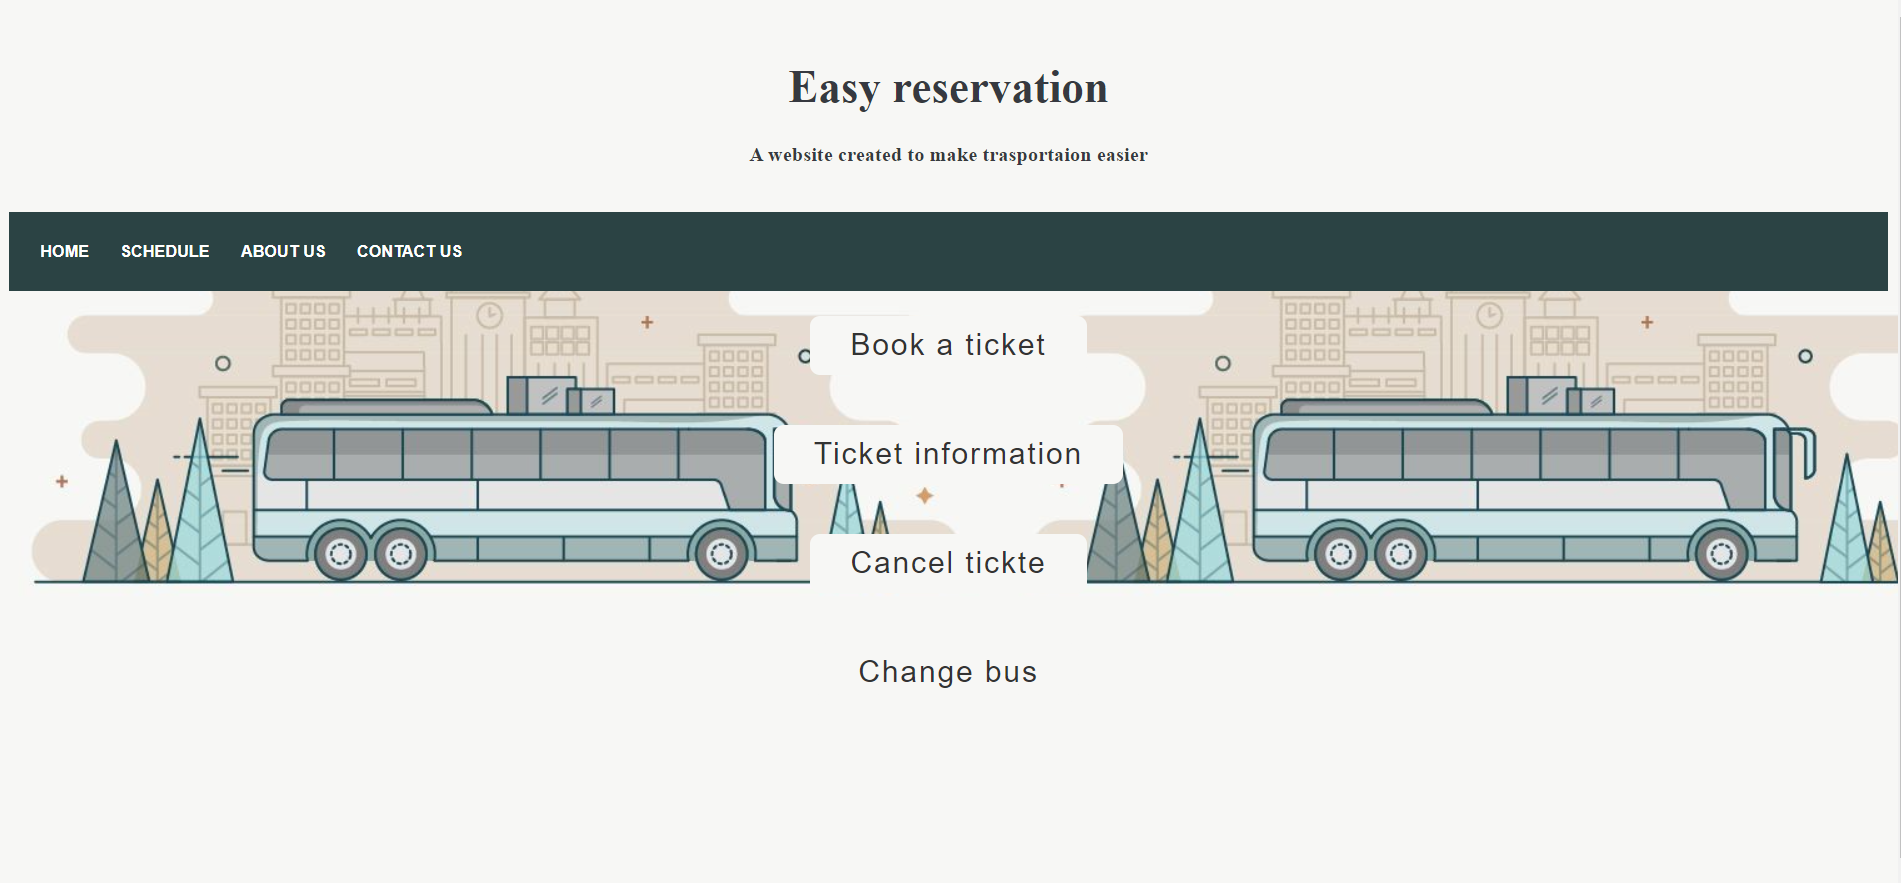 Easy reservation
A website created to make trasportaion easier
HOME SCHEDULE ABOUT US CONTACT US
Book a ticket
Ticket information
Cancel tickte
Change bus